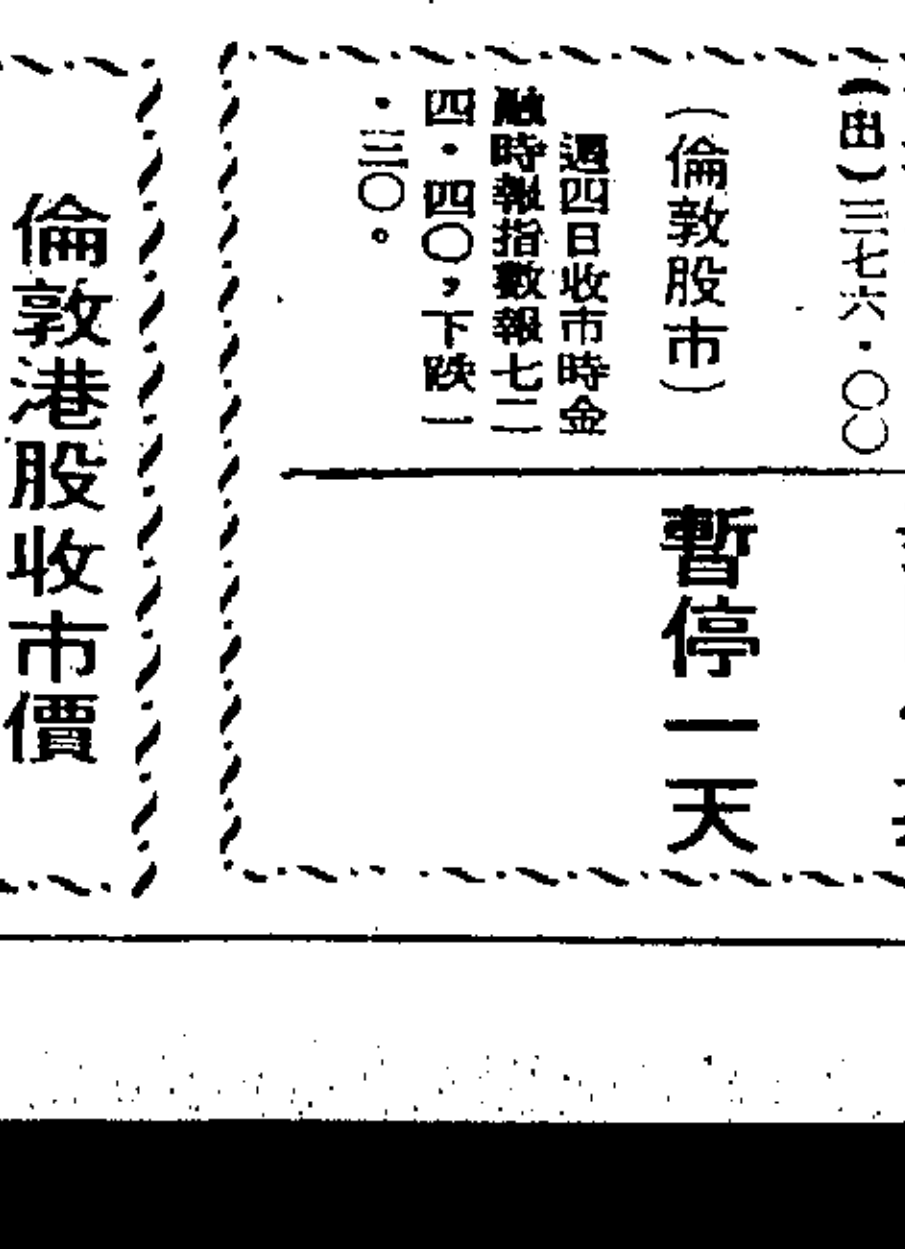 (出)三七六・〇〇
(倫敦股市)
週四日收市時金
融時報指數報七二
四・四〇,下跌一
・三〇。
暫停一天
倫敦港股收市價